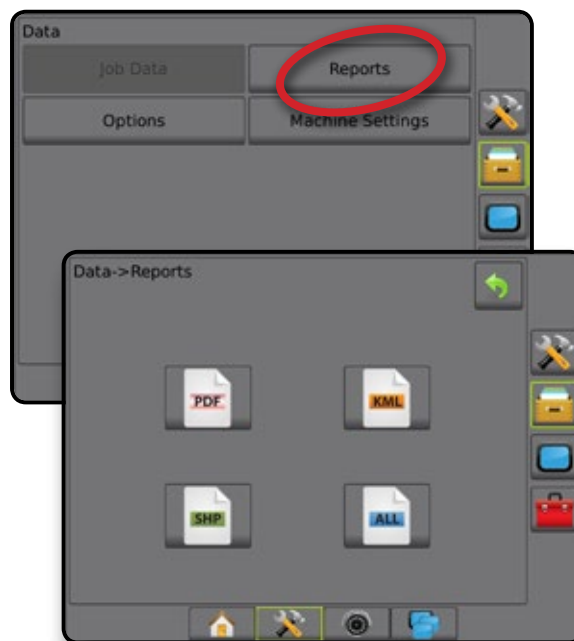 Data
Job Data Reports
Options Machine Settings
Data->Reports
PDF KML
SHP ALL